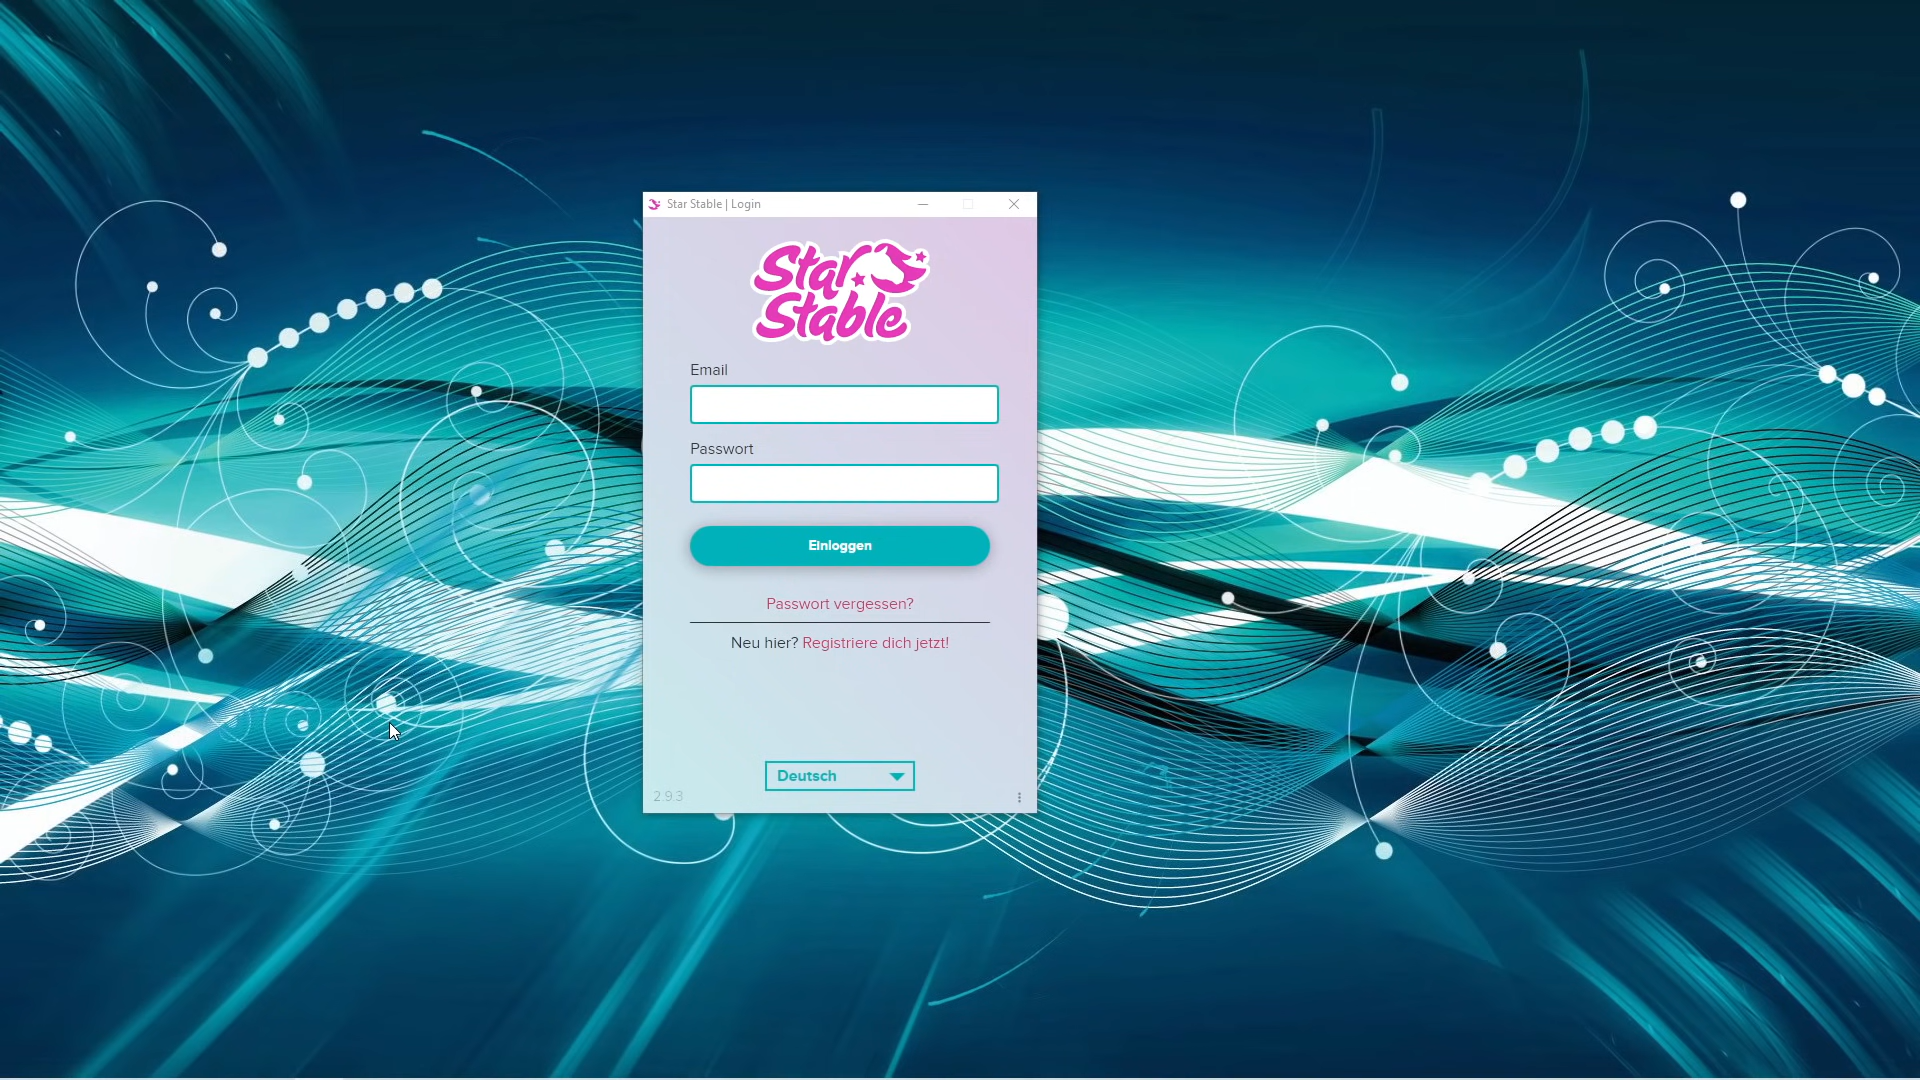 Star Stable | Login
Star
Stable
Email
Passwort
Einloggen
Passwort vergessen?
Neu hier? Registriere dich jetzt!
Deutsch
2.9.3